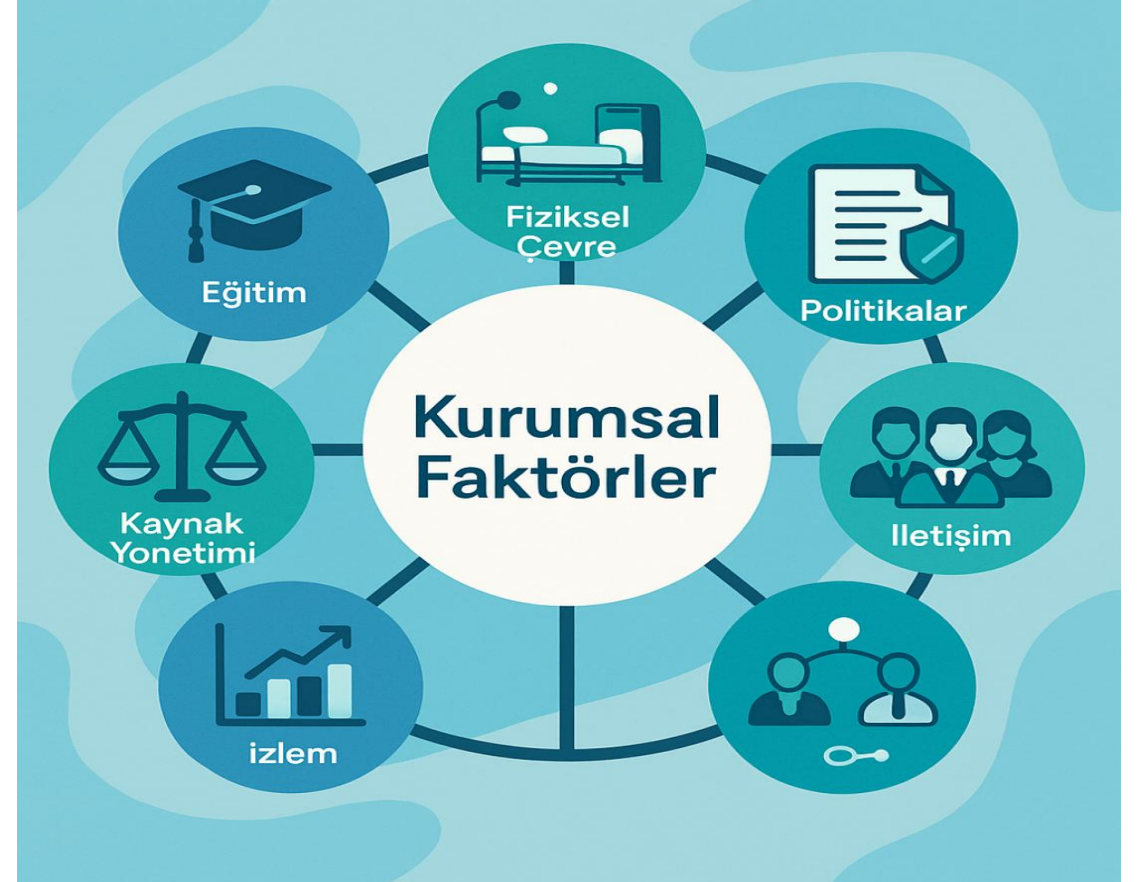 Fiziksel
Çevre
Eğitim
Politikalar
Kurumsal
Faktörler
Kaynak
Yonetimi
Iletişim
izlem